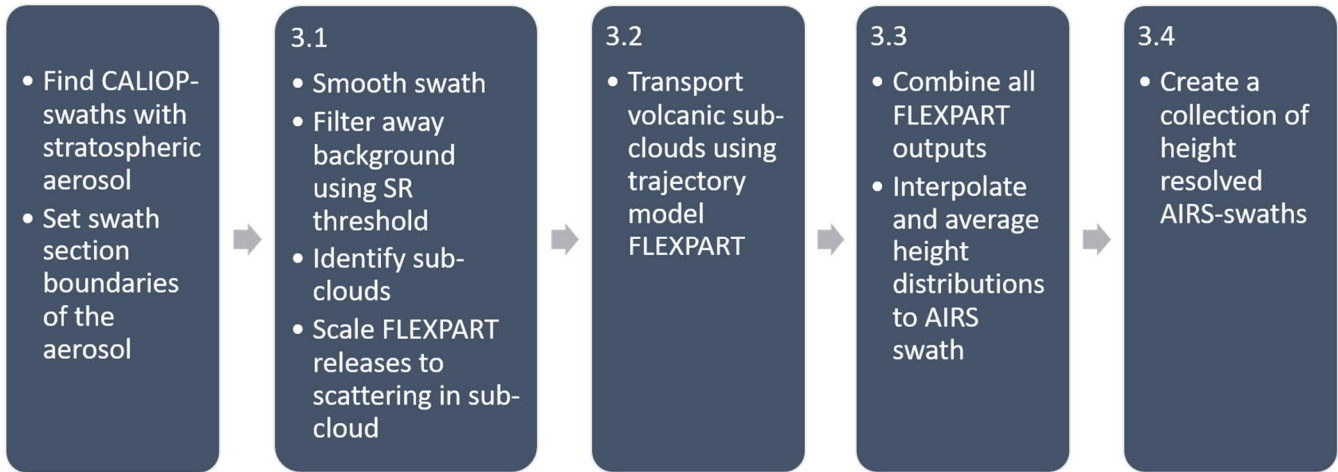 • Find CALIOP-
swaths with
stratospheric
aerosol
• Set swath
section
boundaries
of the
aerosol
3.1
• Smooth swath
• Filter away
background
using SR
threshold
• Identify sub-
clouds
• Scale FLEXPART
releases to
scattering in sub-
cloud
3.2
• Transport
volcanic sub-
clouds using
trajectory
model
FLEXPART
3.3
• Combine all
FLEXPART
outputs
• Interpolate
and average
height
distributions
to AIRS
swath
3.4
• Create a
collection of
height
resolved
AIRS-swaths